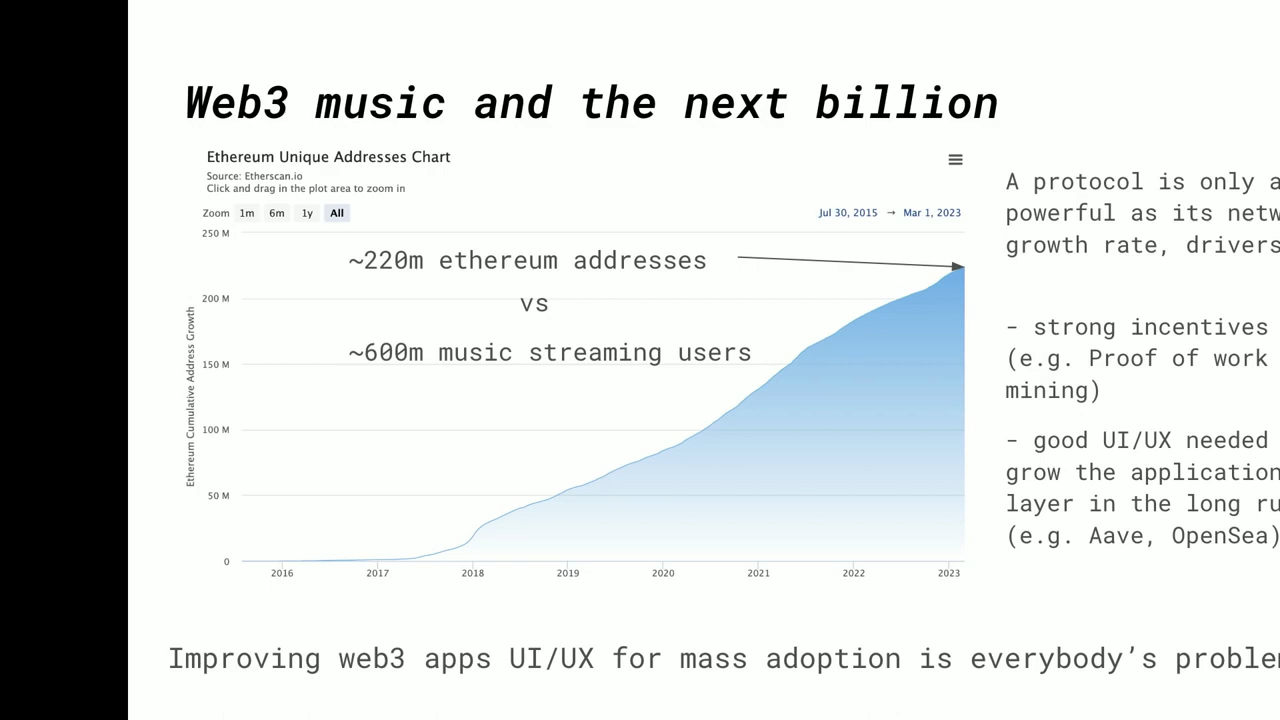 Web3 music and the next billion
Ethereum Unique Addresses Chart
Source: Etherscan.io
Click and drag in the plot area to zoom in
Zoom 1m 6m 1y All
Jul 30, 2015 → Mar 1, 2023
250 M
200 M
150 M
100 M
50 M
0
Ethereum Cumulative Address Growth
~220m ethereum addresses
vs
~600m music streaming users
2016 2017 2018 2019 2020 2021 2022 2023
A protocol is only a
powerful as its netw
growth rate, drivers
- strong incentives
(e.g. Proof of work
mining)
- good UI/UX needed
grow the application
layer in the long ru
(e.g. Aave, OpenSea)
Improving web3 apps UI/UX for mass adoption is everybody’s problem